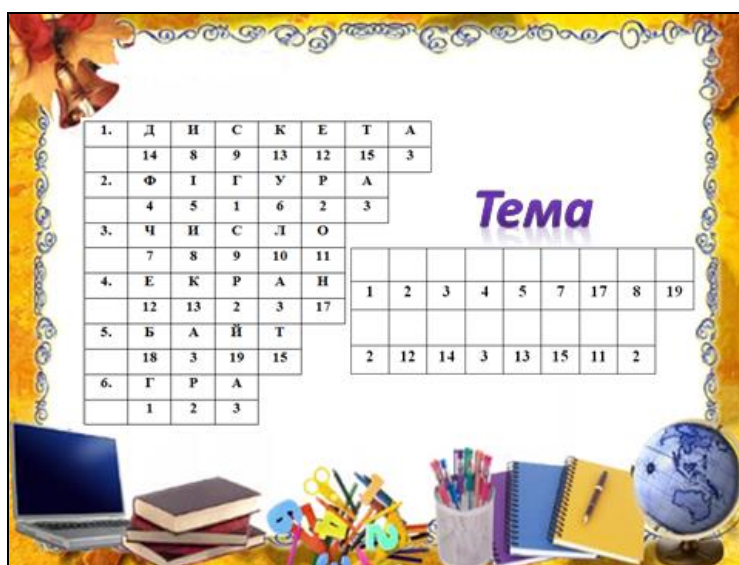 1. Д И С К Е Т А
14 8 9 13 12 15 3
2. Ф І Г У Р А
4 5 1 6 2 3
Тема
3. Ч И С Л О
7 8 9 10 11
4. Е К Р А Н
12 13 2 3 17
1 2 3 4 5 7 17 8 19
5. Б А Й Т
18 3 19 15
2 12 14 3 13 15 11 2
6. Г Р А
1 2 3